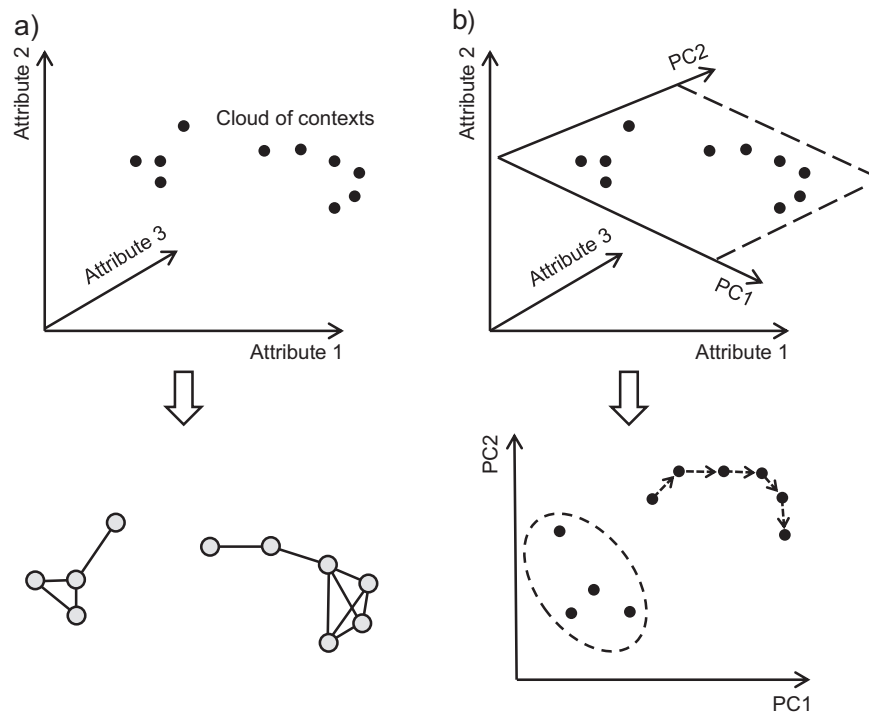 a)
Attribute 2
Cloud of contexts
Attribute 3
Attribute 1
b)
Attribute 2
PC2
Attribute 3
PC1
Attribute 1
PC2
PC1